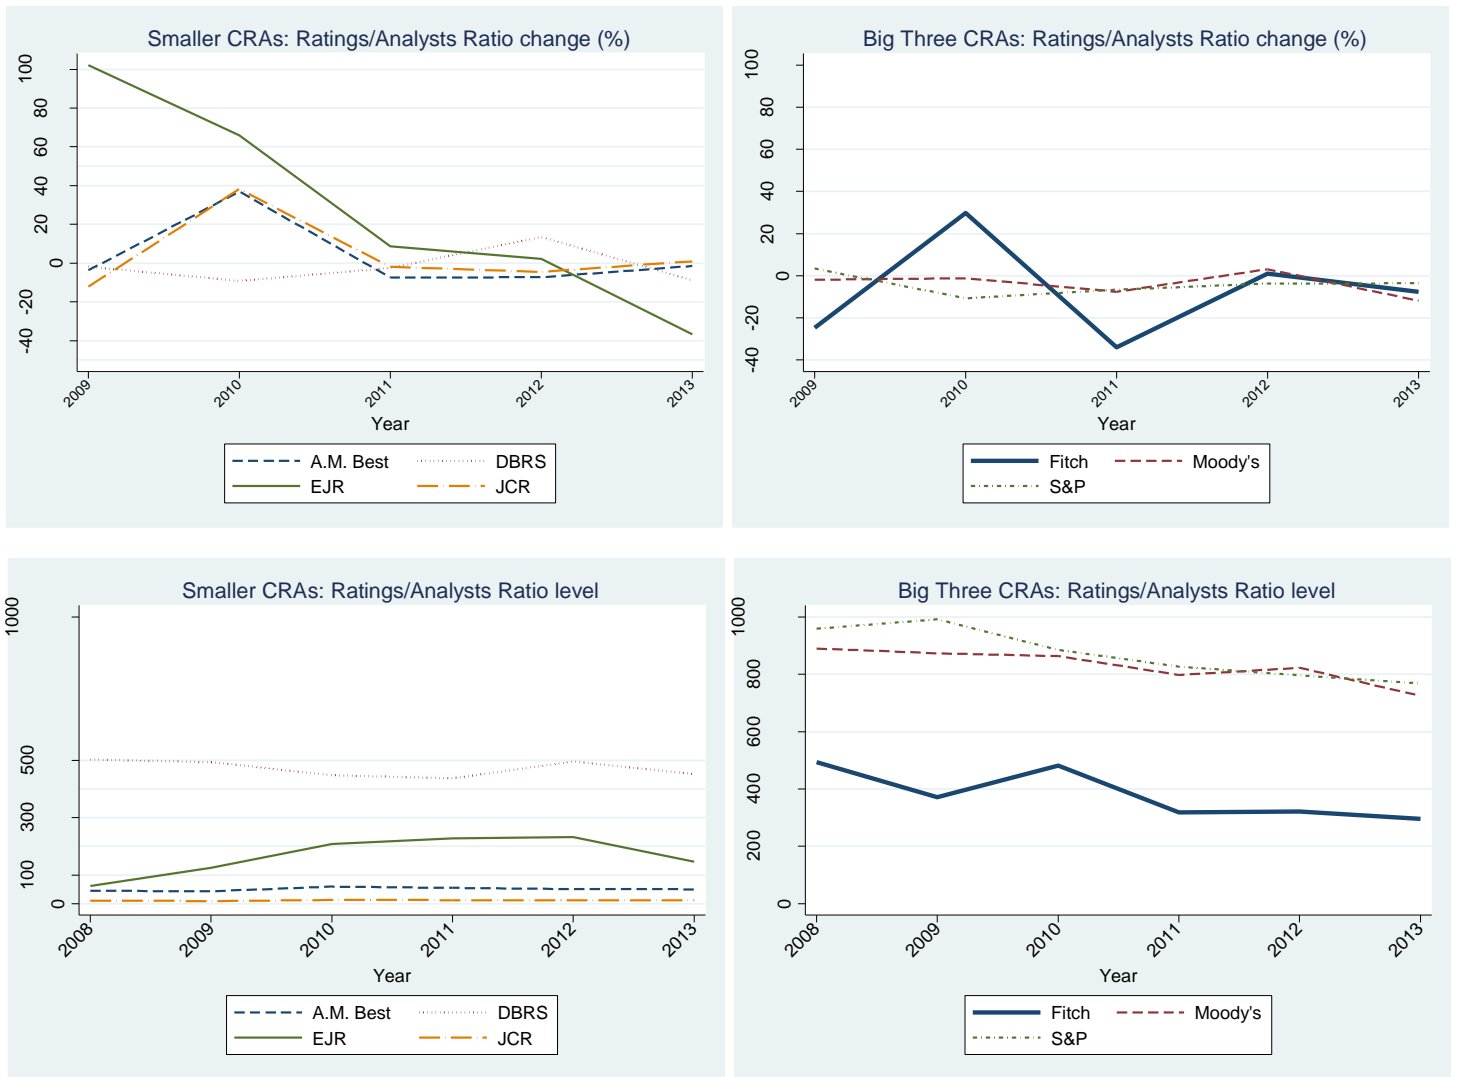 Smaller CRAs: Ratings/Analysts Ratio change (%)
100
80
60
40
20
0
-20
-40
2009
2010
2011
2012
2013
Year
A.M. Best
DBRS
EJR
JCR
Big Three CRAs: Ratings/Analysts Ratio change (%)
100
80
60
40
20
0
-20
-40
2009
2010
2011
2012
2013
Year
Fitch
Moody's
S&P
Smaller CRAs: Ratings/Analysts Ratio level
1000
500
300
100
0
2008
2009
2010
2011
2012
2013
Year
A.M. Best
DBRS
EJR
JCR
Big Three CRAs: Ratings/Analysts Ratio level
1000
800
600
400
200
0
2008
2009
2010
2011
2012
2013
Year
Fitch
Moody's
S&P